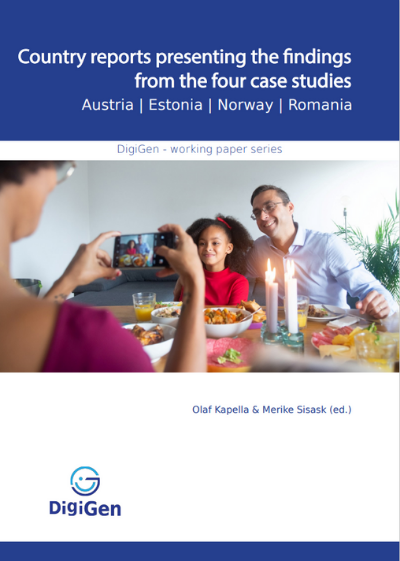 Country reports presenting the findings
from the four case studies
Austria | Estonia | Norway | Romania
DigiGen - working paper series
Olaf Kapella & Merike Sisask (ed.)
DigiGen